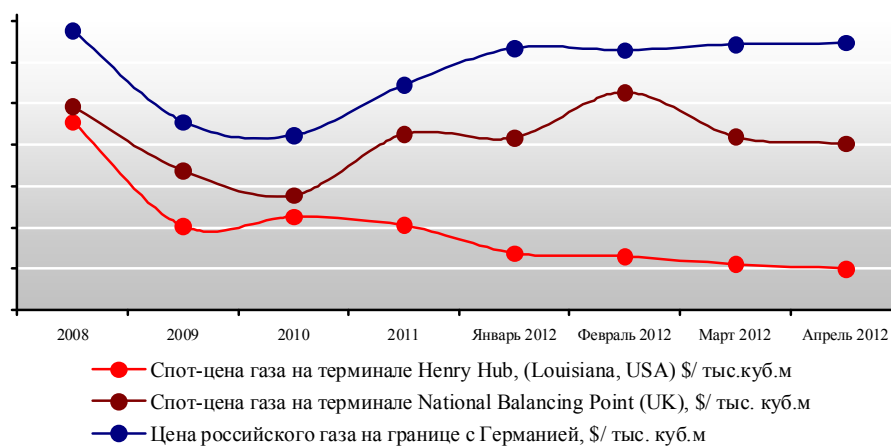 2008 2009 2010 2011 Январь 2012 Февраль 2012 Март 2012 Апрель 2012
Спот-цена газа на терминале Henry Hub, (Louisiana, USA) $/ тыс.куб.м
Спот-цена газа на терминале National Balancing Point (UK), $/ тыс. куб.м
Цена российского газа на границе с Германией, $/ тыс. куб.м